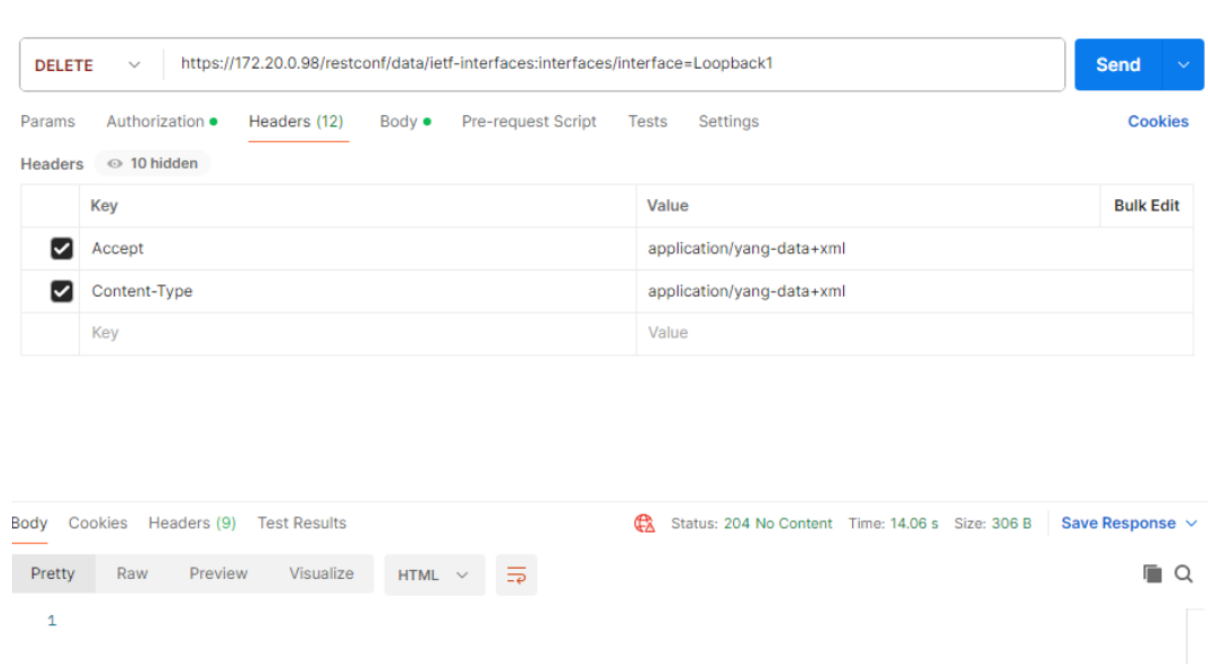 DELETE https://172.20.0.98/restconf/data/ietf-interfaces:interfaces/interface=Loopback1 Send
Params Authorization Headers (12) Body Pre-request Script Tests Settings Cookies
Headers 10 hidden
Key Value Bulk Edit
Accept application/yang-data+xml
Content-Type application/yang-data+xml
Key Value
Body Cookies Headers (9) Test Results Status: 204 No Content Time: 14.06 s Size: 306 B Save Response
Pretty Raw Preview Visualize HTML
1